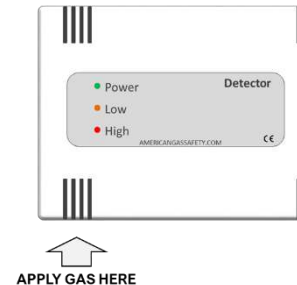 Power
Detector
Low
High
AMERICANGASSAFETY.COM
CE
APPLY GAS HERE